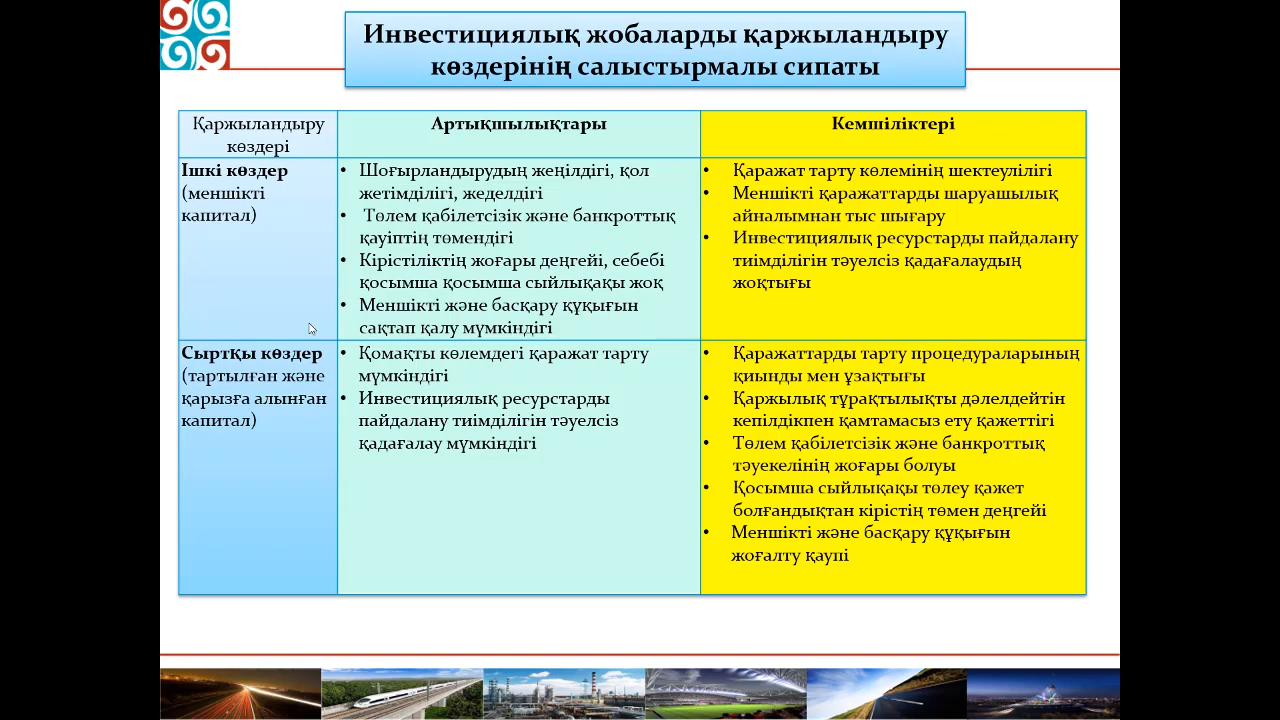 Инвестициялық жобаларды қаржыландыру
көздерінің салыстырмалы сипаты
Қаржыландыру
көздері
Артықшылықтары
Кемшіліктері
Ішкі көздер
(меншікті
капитал)
• Шоғырландырудың жеңілдігі, қол
жетімділігі, жеделдігі
• Төлем қабілетсізік және банкроттық
қауіптің төмендігі
• Кірістіліктің жоғары деңгейі, себебі
қосымша қосымша сыйлықақы жоқ
• Меншікті және басқару құқығын
сақтап қалу мүмкіндігі
• Қаражат тарту көлемінің шектеулілігі
• Меншікті қаражаттарды шаруашылық
айналымнан тыс шығару
• Инвестициялық ресурстарды пайдалану
тиімділігін тәуелсіз қадағалаудың
жоқтығы
Сыртқы көздер
(тартылған және
қарызға алынған
капитал)
• Қомақты көлемдегі қаражат тарту
мүмкіндігі
• Инвестициялық ресурстарды
пайдалану тиімділігін тәуелсіз
қадағалау мүмкіндігі
• Қаражаттарды тарту процедураларының
қиынды мен ұзақтығы
• Қаржылық тұрақтылықты дәлелдейтін
кепілдікпен қамтамасыз ету қажеттігі
• Төлем қабілетсізік және банкроттық
тәуекелінің жоғары болуы
• Қосымша сыйлықақы төлеу қажет
болғандықтан кірістің төмен деңгейі
• Меншікті және басқару құқығын
жоғалту қаупі